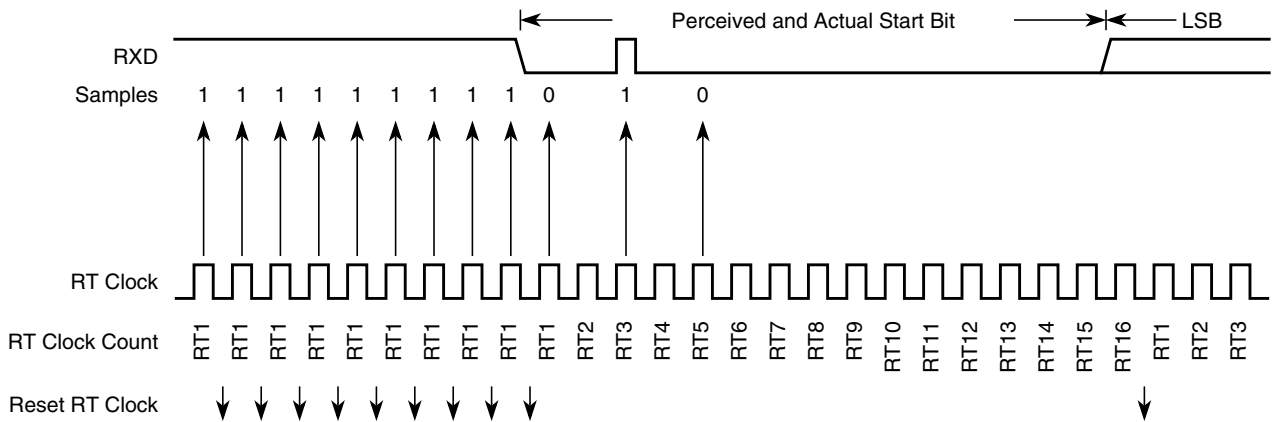 Perceived and Actual Start Bit LSB
RXD
Samples 1 1 1 1 1 1 1 1 1 0 1 0
RT Clock
RT Clock Count RT1 RT1 RT1 RT1 RT1 RT1 RT1 RT1 RT1 RT1 RT2 RT3 RT4 RT5 RT6 RT7 RT8 RT9 RT10 RT11 RT12 RT13 RT14 RT15 RT16 RT1 RT2 RT3
Reset RT Clock